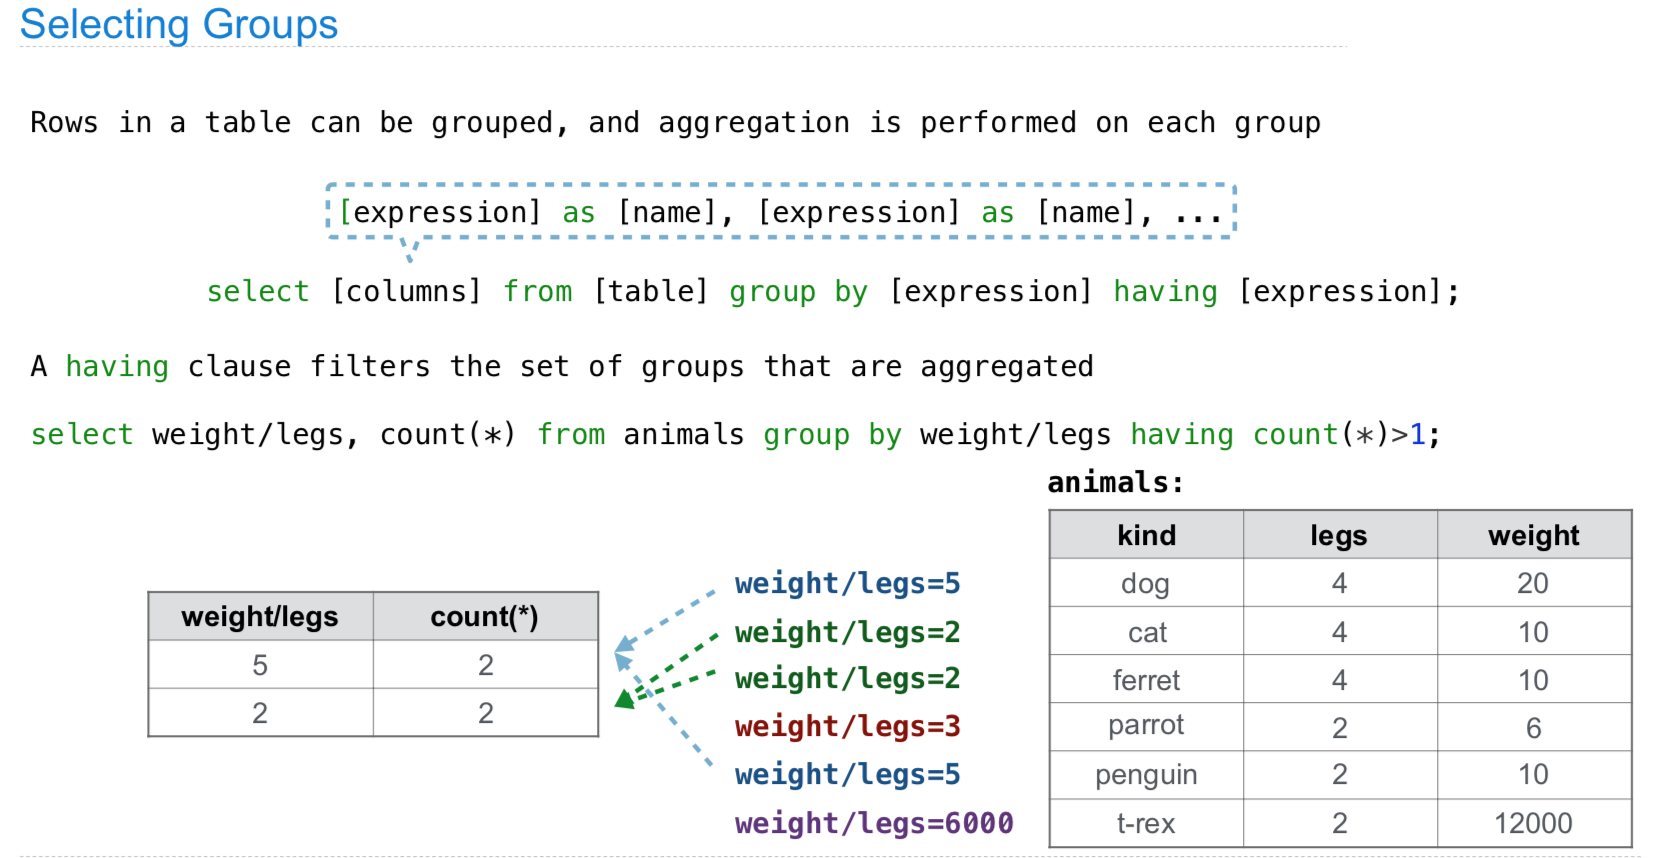 Selecting Groups
Rows in a table can be grouped, and aggregation is performed on each group
[expression] as [name], [expression] as [name], ...
select [columns] from [table] group by [expression] having [expression];
A having clause filters the set of groups that are aggregated
select weight/legs, count(*) from animals group by weight/legs having count(*)>1;
weight/legs count(*)
5 2
2 2
weight/legs=5
weight/legs=2
weight/legs=2
weight/legs=3
weight/legs=5
weight/legs=6000
animals:
kind legs weight
dog 4 20
cat 4 10
ferret 4 10
parrot 2 6
penguin 2 10
t-rex 2 12000